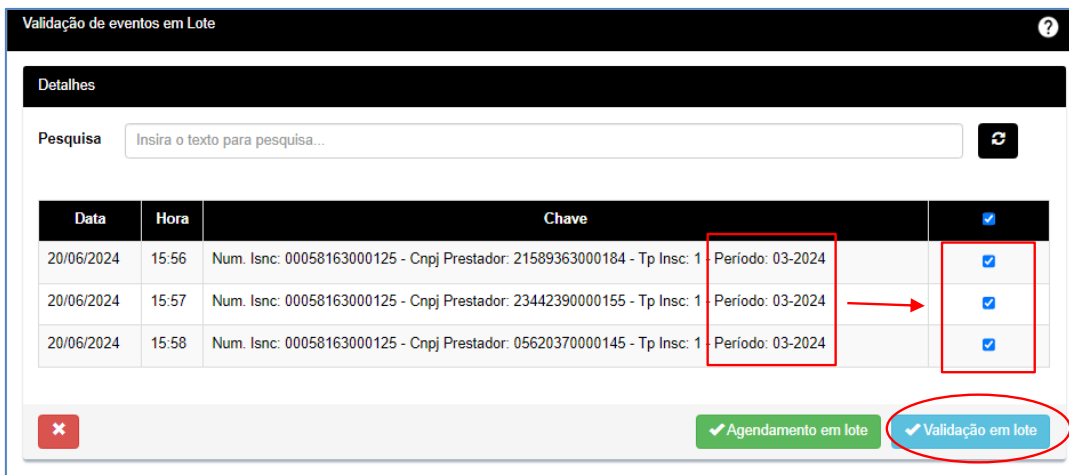 Validação de eventos em Lote
Detalhes
Pesquisa Insira o texto para pesquisa...
Data Hora Chave
20/06/2024 15:56 Num. Isnc: 00058163000125 - Cnpj Prestador: 21589363000184 - Tp Insc: 1 - Período: 03-2024
20/06/2024 15:57 Num. Isnc: 00058163000125 - Cnpj Prestador: 23442390000155 - Tp Insc: 1 - Período: 03-2024
20/06/2024 15:58 Num. Isnc: 00058163000125 - Cnpj Prestador: 05620370000145 - Tp Insc: 1 - Período: 03-2024
Agendamento em lote Validação em lote